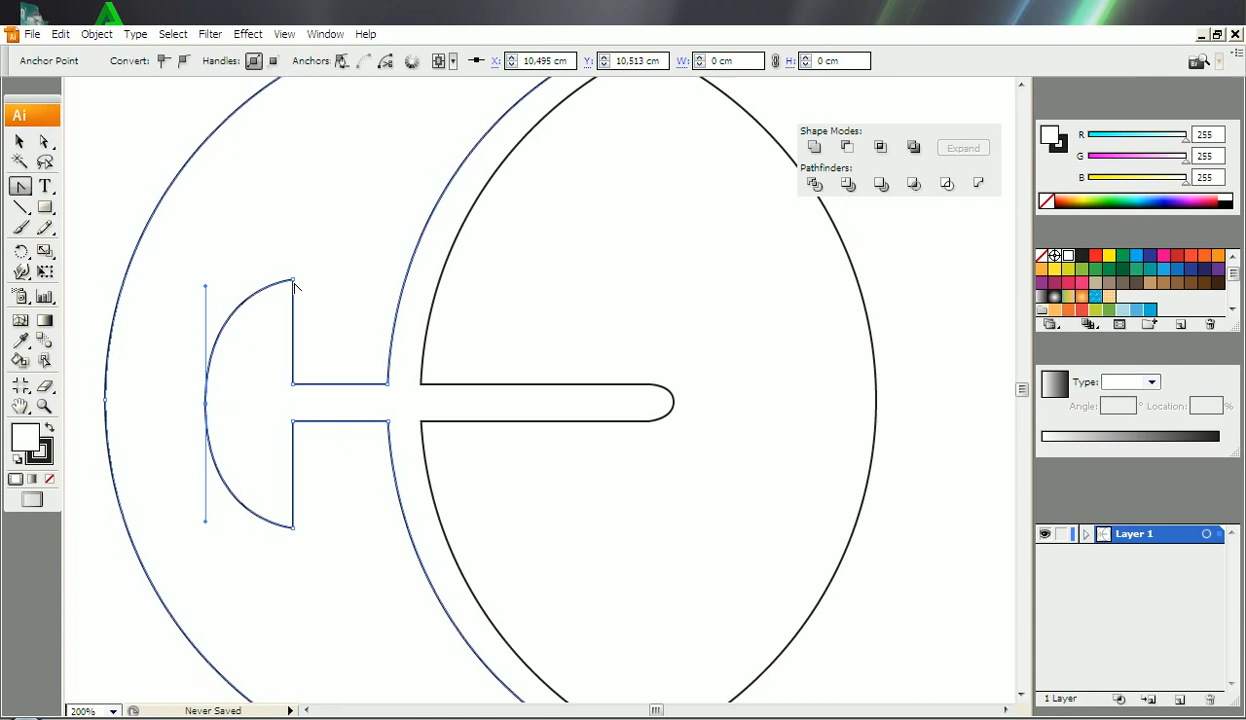 File Edit Object Type Select Filter Effect View Window Help
Anchor Point Convert: Handles: Anchors: X: 10,495 cm Y: 10,513 cm W: 0 cm H: 0 cm
Ai
T
Shape Modes:
Expand
Pathfinders:
R 255
G 255
B 255
Type:
Angle: ° Location: %
Layer 1
1 Layer
200% Never Saved